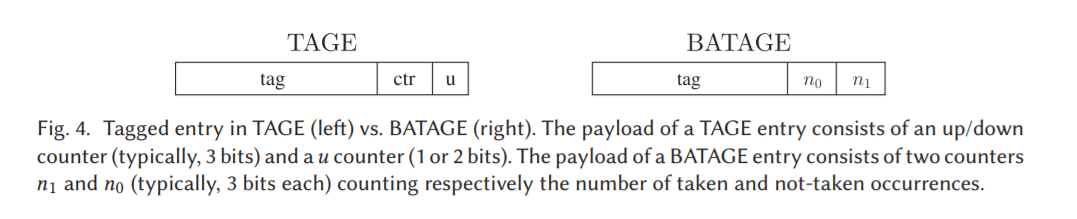 TAGE BATAGE
tag ctr u tag n0 n1
Fig. 4. Tagged entry in TAGE (left) vs. BATAGE (right). The payload of a TAGE entry consists of an up/down
counter (typically, 3 bits) and a u counter (1 or 2 bits). The payload of a BATAGE entry consists of two counters
n1 and n0 (typically, 3 bits each) counting respectively the number of taken and not-taken occurrences.